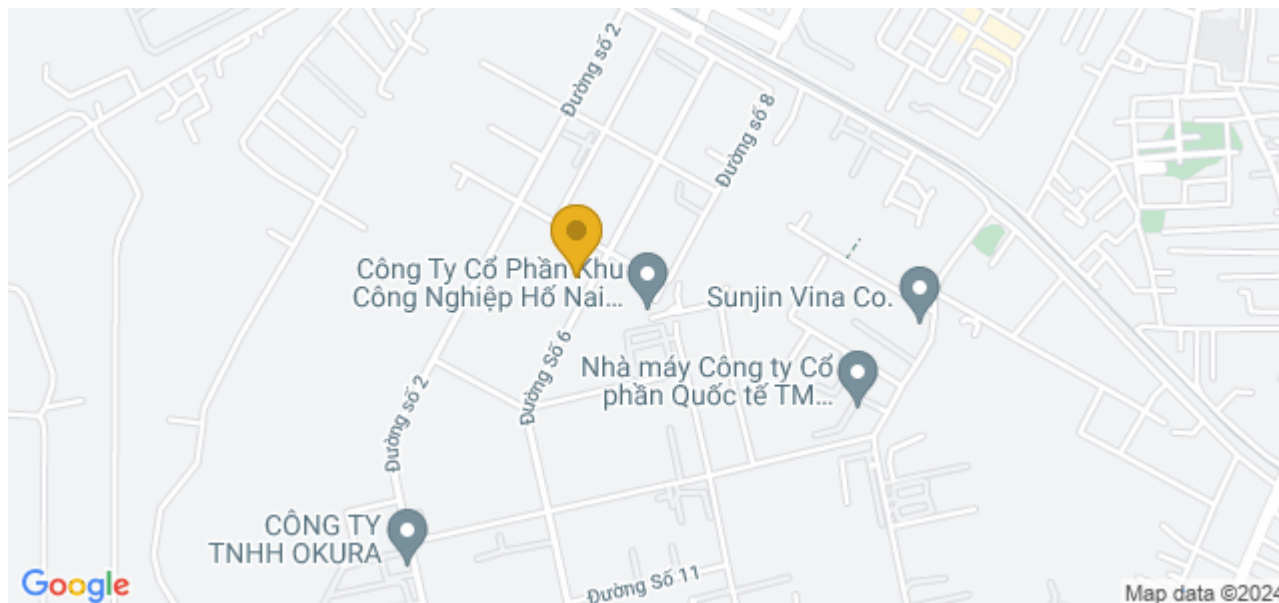 Đường số 2
Đường số 8
Công Ty Cổ Phần Khu
Công Nghiệp Hố Nai...
Sunjin Vina Co.
Đường Số 6
Nhà máy Công ty Cổ
phần Quốc tế TM...
Đường số 2
CÔNG TY
TNHH OKURA
Đường Số 11
Google
Map data ©2024